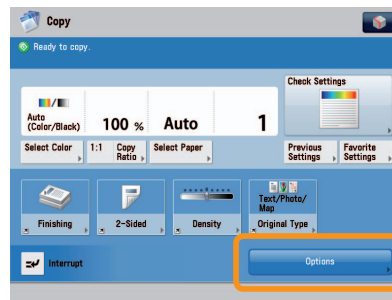 Copy
Ready to copy.
Check Settings
Auto
(Color/Black)
100 %
Auto
1
Select Color
1:1
Copy
Ratio
Select Paper
Previous
Settings
Favorite
Settings
Finishing
2-Sided
Density
Text/Photo/
Map
Original Type
Interrupt
Options